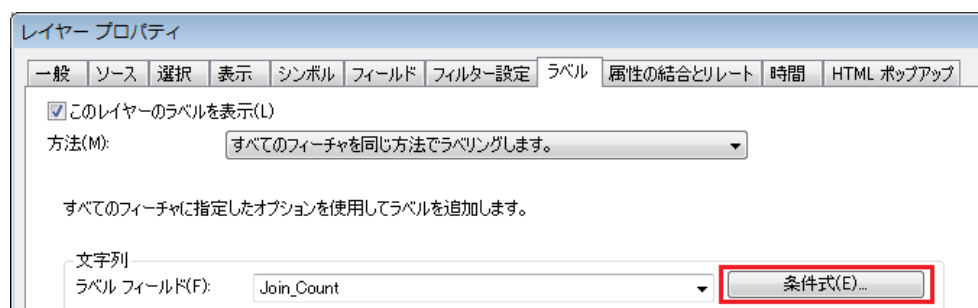 レイヤー プロパティ
一般 ソース 選択 表示 シンボル フィールド フィルター設定 ラベル 属性の結合とリレート 時間 HTML ポップアップ
このレイヤーのラベルを表示(L)
方法(M): すべてのフィーチャを同じ方法でラベリングします。
すべてのフィーチャに指定したオプションを使用してラベルを追加します。
文字列
ラベル フィールド(F): Join_Count 条件式(E)...